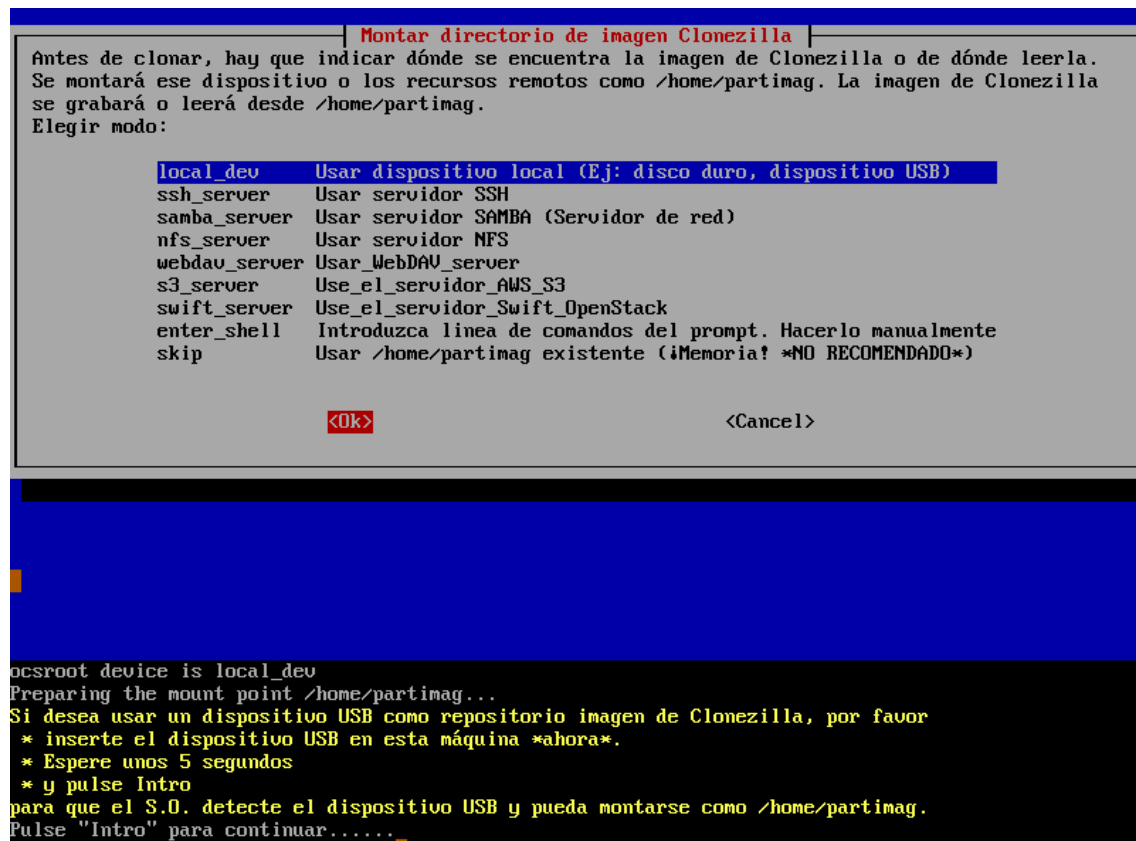 Montar directorio de imagen Clonezilla
Antes de clonar, hay que indicar dónde se encuentra la imagen de Clonezilla o de dónde leerla.
Se montará ese dispositivo o los recursos remotos como /home/partimag. La imagen de Clonezilla
se grabará o leerá desde /home/partimag.
Elegir modo:
local_dev Usar dispositivo local (Ej: disco duro, dispositivo USB)
ssh_server Usar servidor SSH
samba_server Usar servidor SAMBA (Servidor de red)
nfs_server Usar servidor NFS
webdav_server Usar_WebDAV_server
s3_server Use_el_servidor_AWS_S3
swift_server Use_el_servidor_Swift_OpenStack
enter_shell Introduzca linea de comandos del prompt. Hacerlo manualmente
skip Usar /home/partimag existente (¡Memoria! *NO RECOMENDADO*)
<Ok> <Cancel>
ocsroot device is local_dev
Preparing the mount point /home/partimag...
Si desea usar un dispositivo USB como repositorio imagen de Clonezilla, por favor
* inserte el dispositivo USB en esta máquina *ahora*.
* Espere unos 5 segundos
* y pulse Intro
para que el S.O. detecte el dispositivo USB y pueda montarse como /home/partimag.
Pulse "Intro" para continuar......